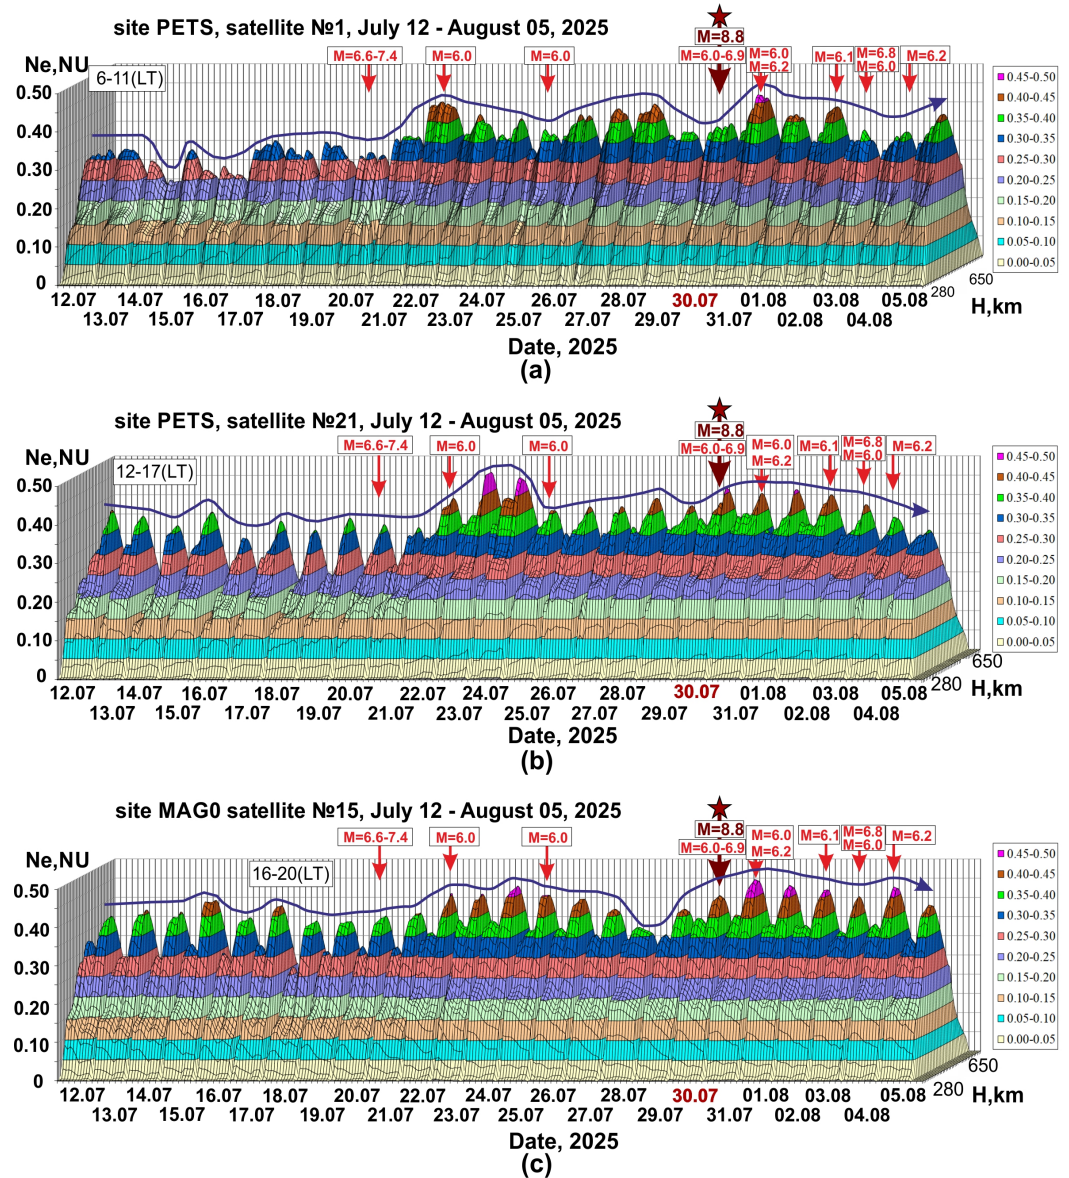 site PETS, satellite №1, July 12 - August 05, 2025
M=8.8
M=6.6-7.4
M=6.0
M=6.0
M=6.0-6.9
M=6.0
M=6.2
M=6.1
M=6.8
M=6.0
M=6.2
Ne,NU
6-11(LT)
0.50
0.40
0.30
0.20
0.10
0
0.45-0.50
0.40-0.45
0.35-0.40
0.30-0.35
0.25-0.30
0.20-0.25
0.15-0.20
0.10-0.15
0.05-0.10
0.00-0.05
650
280
H,km
12.07 14.07 16.07 18.07 20.07 22.07 24.07 26.07 28.07 30.07 01.08 03.08 05.08
13.07 15.07 17.07 19.07 21.07 23.07 25.07 27.07 29.07 31.07 02.08 04.08
Date, 2025
(a)
site PETS, satellite №21, July 12 - August 05, 2025
M=8.8
M=6.6-7.4
M=6.0
M=6.0
M=6.0-6.9
M=6.0
M=6.2
M=6.1
M=6.8
M=6.0
M=6.2
Ne,NU
12-17(LT)
0.50
0.40
0.30
0.20
0.10
0
0.45-0.50
0.40-0.45
0.35-0.40
0.30-0.35
0.25-0.30
0.20-0.25
0.15-0.20
0.10-0.15
0.05-0.10
0.00-0.05
650
280
H,km
12.07 14.07 16.07 18.07 20.07 22.07 24.07 26.07 28.07 30.07 01.08 03.08 05.08
13.07 15.07 17.07 19.07 21.07 23.07 25.07 27.07 29.07 31.07 02.08 04.08
Date, 2025
(b)
site MAG0 satellite №15, July 12 - August 05, 2025
M=8.8
M=6.6-7.4
M=6.0
M=6.0
M=6.0-6.9
M=6.0
M=6.2
M=6.1
M=6.8
M=6.0
M=6.2
Ne,NU
16-20(LT)
0.50
0.40
0.30
0.20
0.10
0
0.45-0.50
0.40-0.45
0.35-0.40
0.30-0.35
0.25-0.30
0.20-0.25
0.15-0.20
0.10-0.15
0.05-0.10
0.00-0.05
650
280
H,km
12.07 14.07 16.07 18.07 20.07 22.07 24.07 26.07 28.07 30.07 01.08 03.08 05.08
13.07 15.07 17.07 19.07 21.07 23.07 25.07 27.07 29.07 31.07 02.08 04.08
Date, 2025
(c)